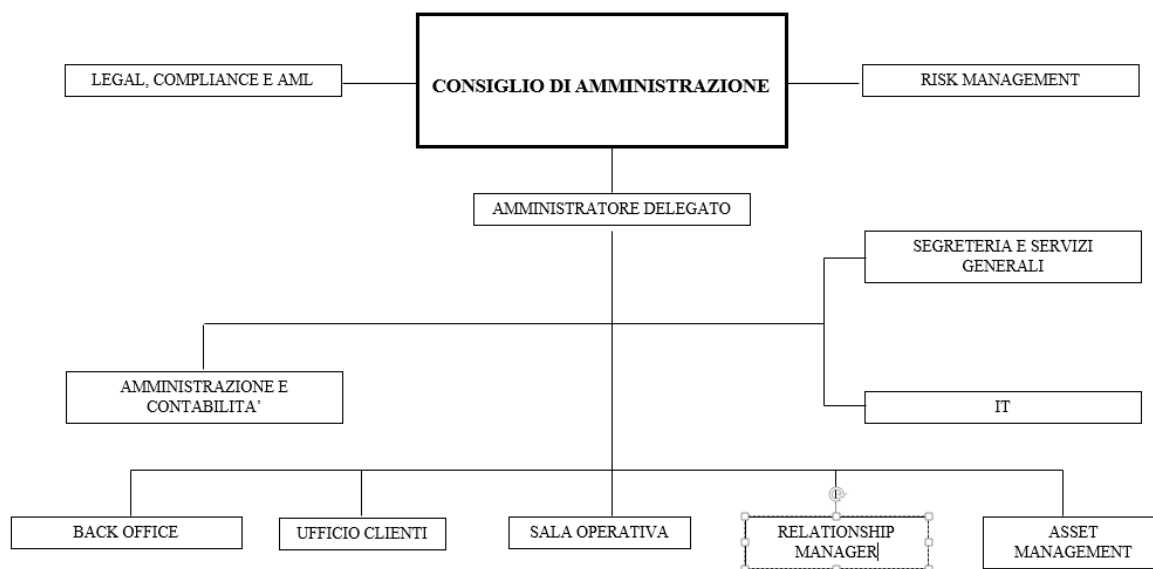 LEGAL, COMPLIANCE E AML
CONSIGLIO DI AMMINISTRAZIONE
RISK MANAGEMENT
AMMINISTRATORE DELEGATO
SEGRETERIA E SERVIZI
GENERALI
AMMINISTRAZIONE E
CONTABILITA’
IT
BACK OFFICE
UFFICIO CLIENTI
SALA OPERATIVA
RELATIONSHIP
MANAGER
ASSET
MANAGEMENT